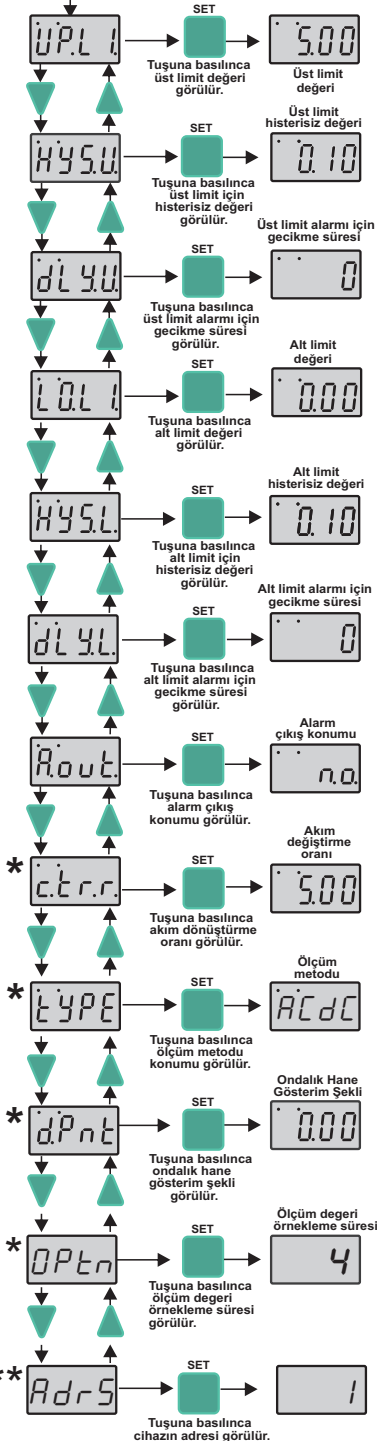 SET
UP.L I.
5.00
Tuşuna basılınca
üst limit değeri
görülür.
Üst limit
değeri
Üst limit
histerisiz değeri
SET
HYS.U.
0.10
Tuşuna basılınca
üst limit için
histerisiz değeri
görülür.
Üst limit alarmı için
gecikme süresi
SET
dLY.U.
0
Tuşuna basılınca
üst limit alarmı için
gecikme süresi
görülür.
Alt limit
değeri
SET
LO.L I.
0.00
Tuşuna basılınca
alt limit değeri
görülür.
Alt limit
histerisiz değeri
SET
HYS.L.
0.10
Tuşuna basılınca
alt limit için
histerisiz değeri
görülür.
Alt limit alarmı için
gecikme süresi
SET
dLY.L.
0
Tuşuna basılınca
alt limit alarmı için
gecikme süresi
görülür.
Alarm
çıkış konumu
SET
A.out.
n.o.
Tuşuna basılınca
alarm çıkış
konumu görülür.
Akım
değiştirme
oranı
SET
* c.tr.r.
5.00
Tuşuna basılınca
akım dönüştürme
oranı görülür.
Ölçüm
metodu
SET
* tYPE
ACdC
Tuşuna basılınca
ölçüm metodu
konumu görülür.
Ondalık Hane
Gösterim Şekli
SET
* d.Pnt
0.00
Tuşuna basılınca
ondalık hane
gösterim şekli
görülür.
Ölçüm degeri
örnekleme süresi
SET
* OPtn
4
Tuşuna basılınca
ölçüm degeri
örnekleme süresi
görülür.
SET
** AdrS
1
Tuşuna basılınca
cihazın adresi görülür.